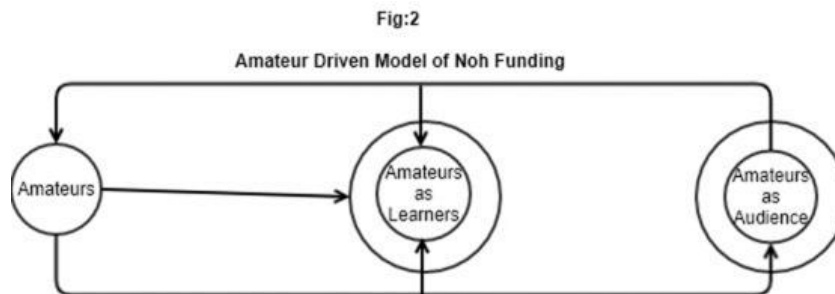 Fig:2
Amateur Driven Model of Noh Funding
Amateurs
Amateurs
as
Learners
Amateurs
as
Audience